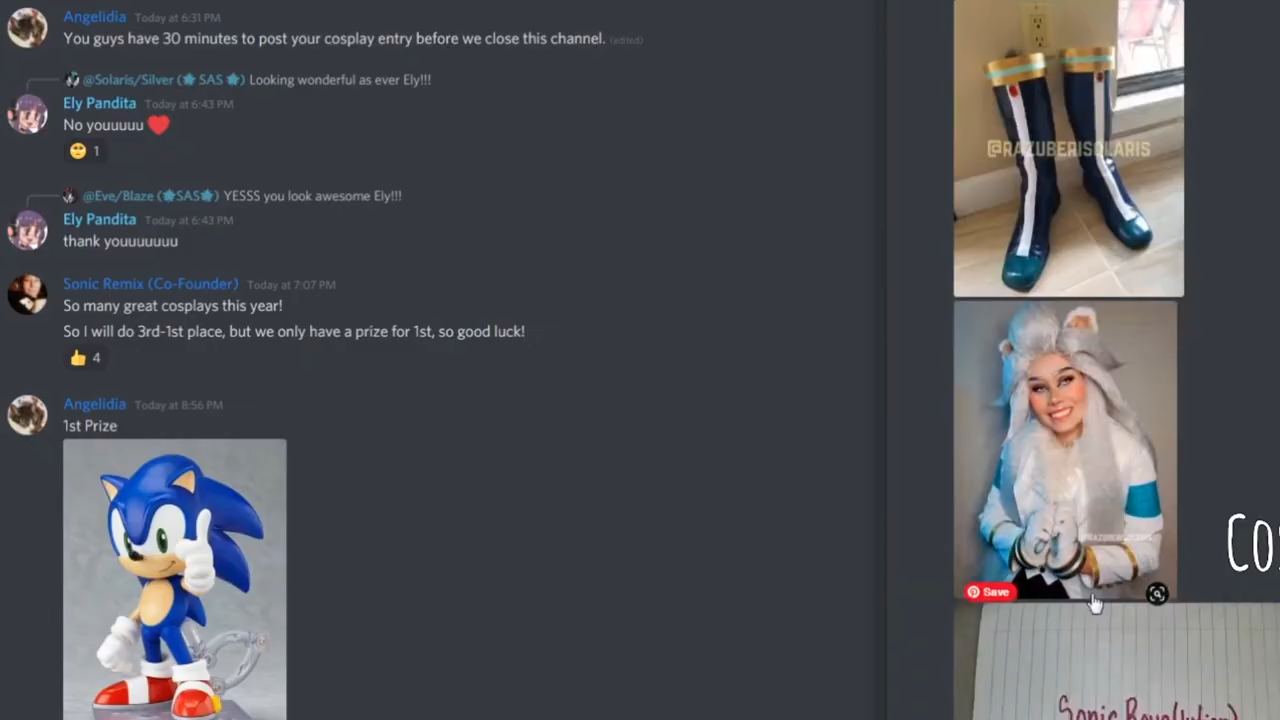 Angelidia Today at 6:31 PM
You guys have 30 minutes to post your cosplay entry before we close this channel. (edited)
@Solaris/Silver (SAS) Looking wonderful as ever Ely!!!
Ely Pandita Today at 6:43 PM
No youuuuu ❤️
🥺 1
@Eve/Blaze (SAS) YESSS you look awesome Ely!!!
Ely Pandita Today at 6:43 PM
thank youuuuuuu
Sonic Remix (Co-Founder) Today at 7:07 PM
So many great cosplays this year!
So I will do 3rd-1st place, but we only have a prize for 1st, so good luck!
👍 4
Angelidia Today at 8:56 PM
1st Prize
@RAZUBERISOLARIS
@RAZUBERISOLARIS
Save
Cos
Sonic